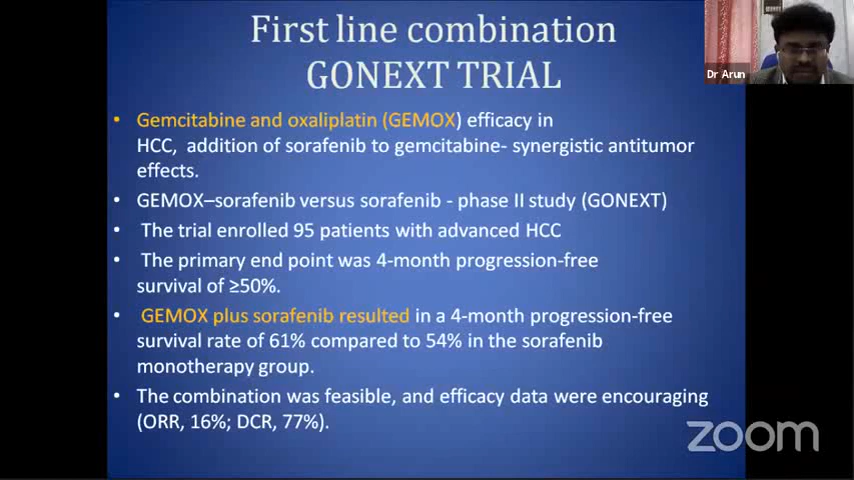 First line combination
GONEXT TRIAL
• Gemcitabine and oxaliplatin (GEMOX) efficacy in
HCC, addition of sorafenib to gemcitabine- synergistic antitumor
effects.
• GEMOX–sorafenib versus sorafenib - phase II study (GONEXT)
• The trial enrolled 95 patients with advanced HCC
• The primary end point was 4-month progression-free
survival of ≥50%.
• GEMOX plus sorafenib resulted in a 4-month progression-free
survival rate of 61% compared to 54% in the sorafenib
monotherapy group.
• The combination was feasible, and efficacy data were encouraging
(ORR, 16%; DCR, 77%).
Dr Arun
zoom